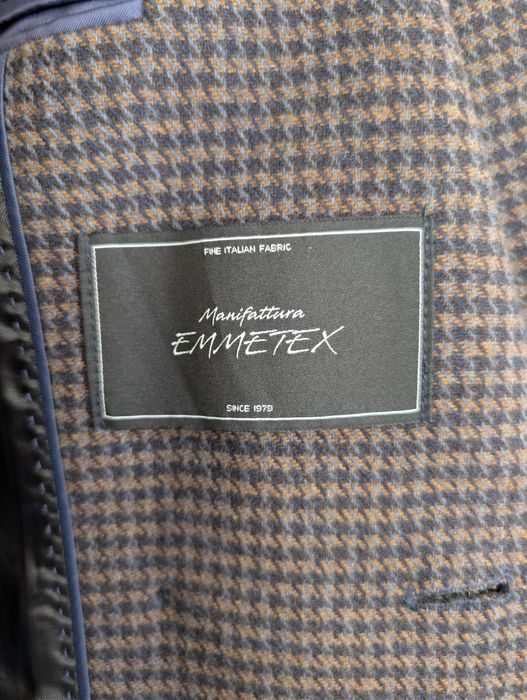 FINE ITALIAN FABRIC
Manifattura
EMMETEX
SINCE 1979